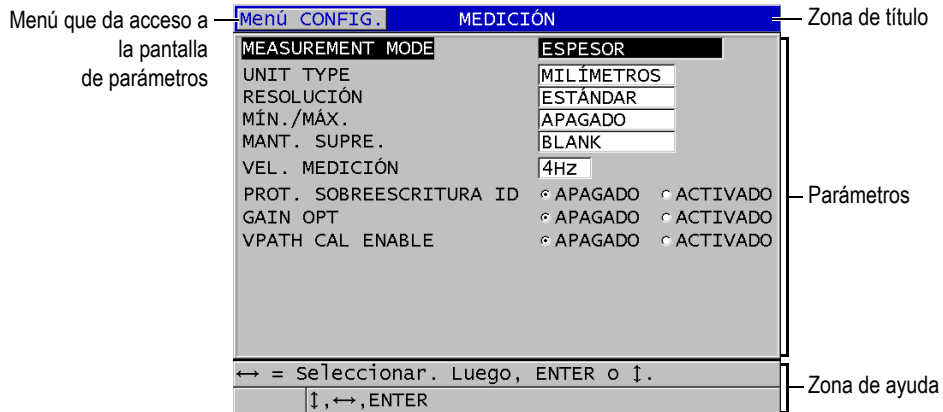 Menú que da acceso a
la pantalla
de parámetros
Menú CONFIG. MEDICIÓN
Zona de título
MEASUREMENT MODE ESPESOR
UNIT TYPE MILÍMETROS
RESOLUCIÓN ESTÁNDAR
MÍN./MÁX. APAGADO
MANT. SUPRE. BLANK
VEL. MEDICIÓN 4Hz
PROT. SOBREESCRITURA ID APAGADO ACTIVADO
GAIN OPT APAGADO ACTIVADO
VPATH CAL ENABLE APAGADO ACTIVADO
Parámetros
↔ = Seleccionar. Luego, ENTER o ↕.
↕,↔,ENTER
Zona de ayuda